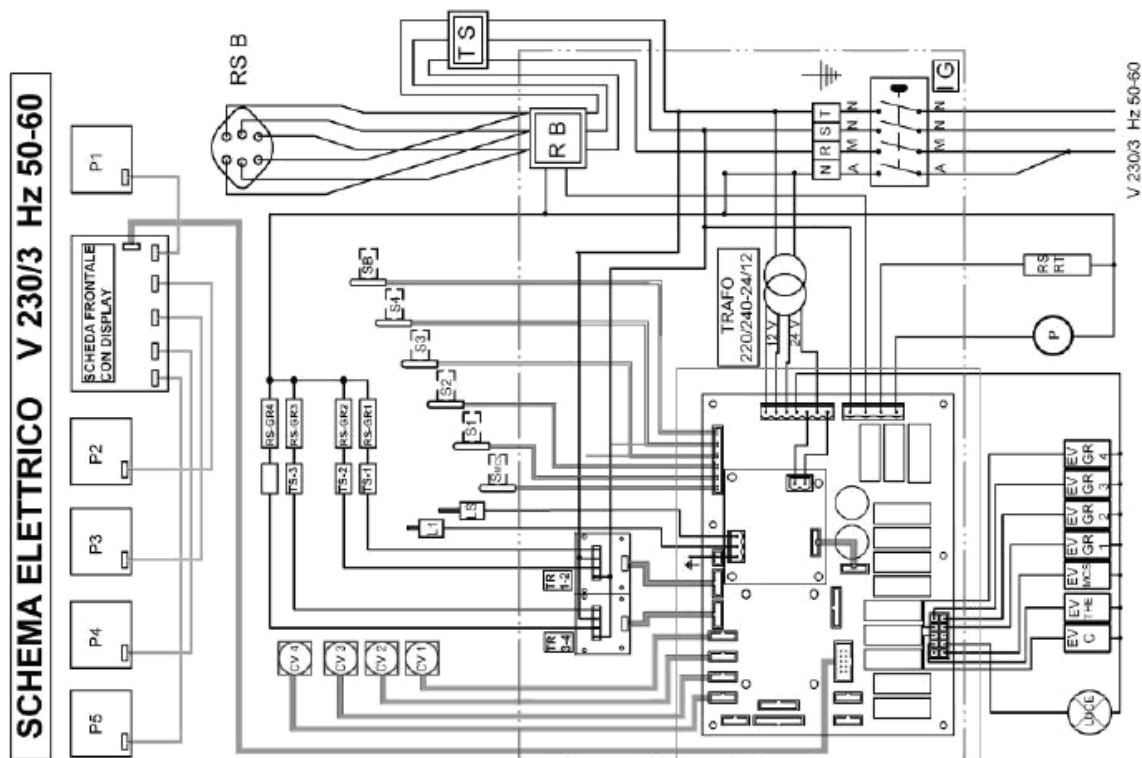 SCHEMA ELETTRICO V 230/3 Hz 50-60
P1
P2
P3
P4
P5
SCHEDA FRONTALE
CON DISPLAY
RS B
T S
R B
I G
N R S T
A M N N
A M N N
V 230/3 Hz 50-60
SB
S4
S3
S2
S1
LS
L1
RS-GR4
RS-GR3
RS-GR2
RS-GR1
TS-3
TS-2
TS-1
TR
1-2
TR
3-4
CV 4
CV 3
CV 2
CV 1
TRAFO
220/240-24/12
12 V
24 V
RS
RT
P
EV
GR
4
EV
GR
3
EV
GR
2
EV
GR
1
EV
MCS
EV
THE
EV
C
LUCE